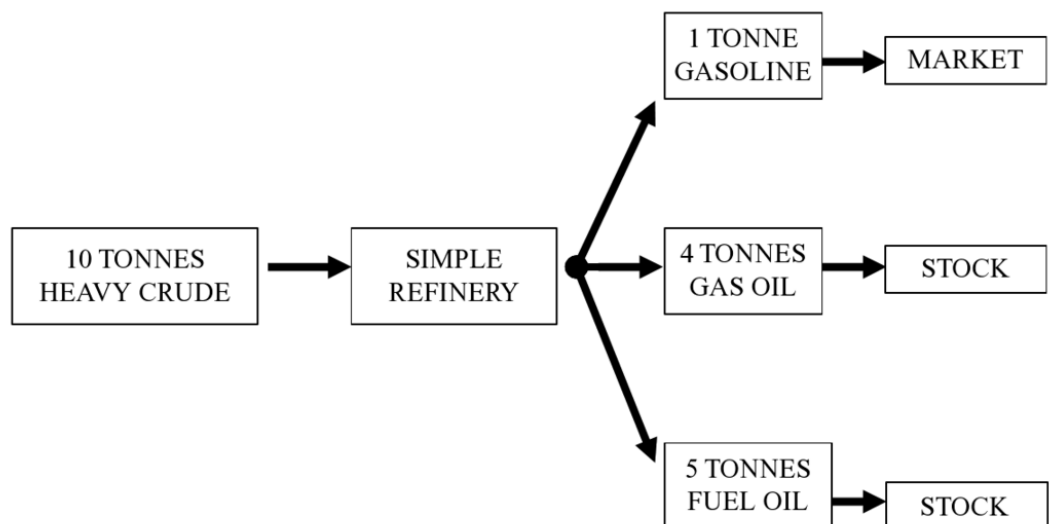 1 TONNE
GASOLINE
MARKET
10 TONNES
HEAVY CRUDE
SIMPLE
REFINERY
4 TONNES
GAS OIL
STOCK
5 TONNES
FUEL OIL
STOCK